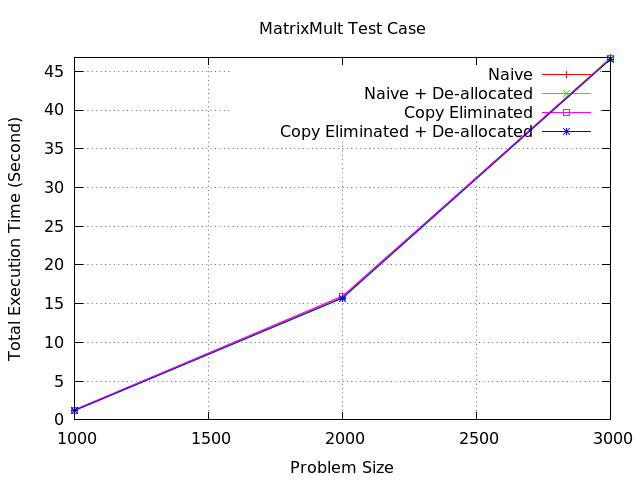 MatrixMult Test Case
Total Execution Time (Second)
45
40
35
30
25
20
15
10
5
0
Naive
Naive + De-allocated
Copy Eliminated
Copy Eliminated + De-allocated
1000
1500
2000
2500
3000
Problem Size